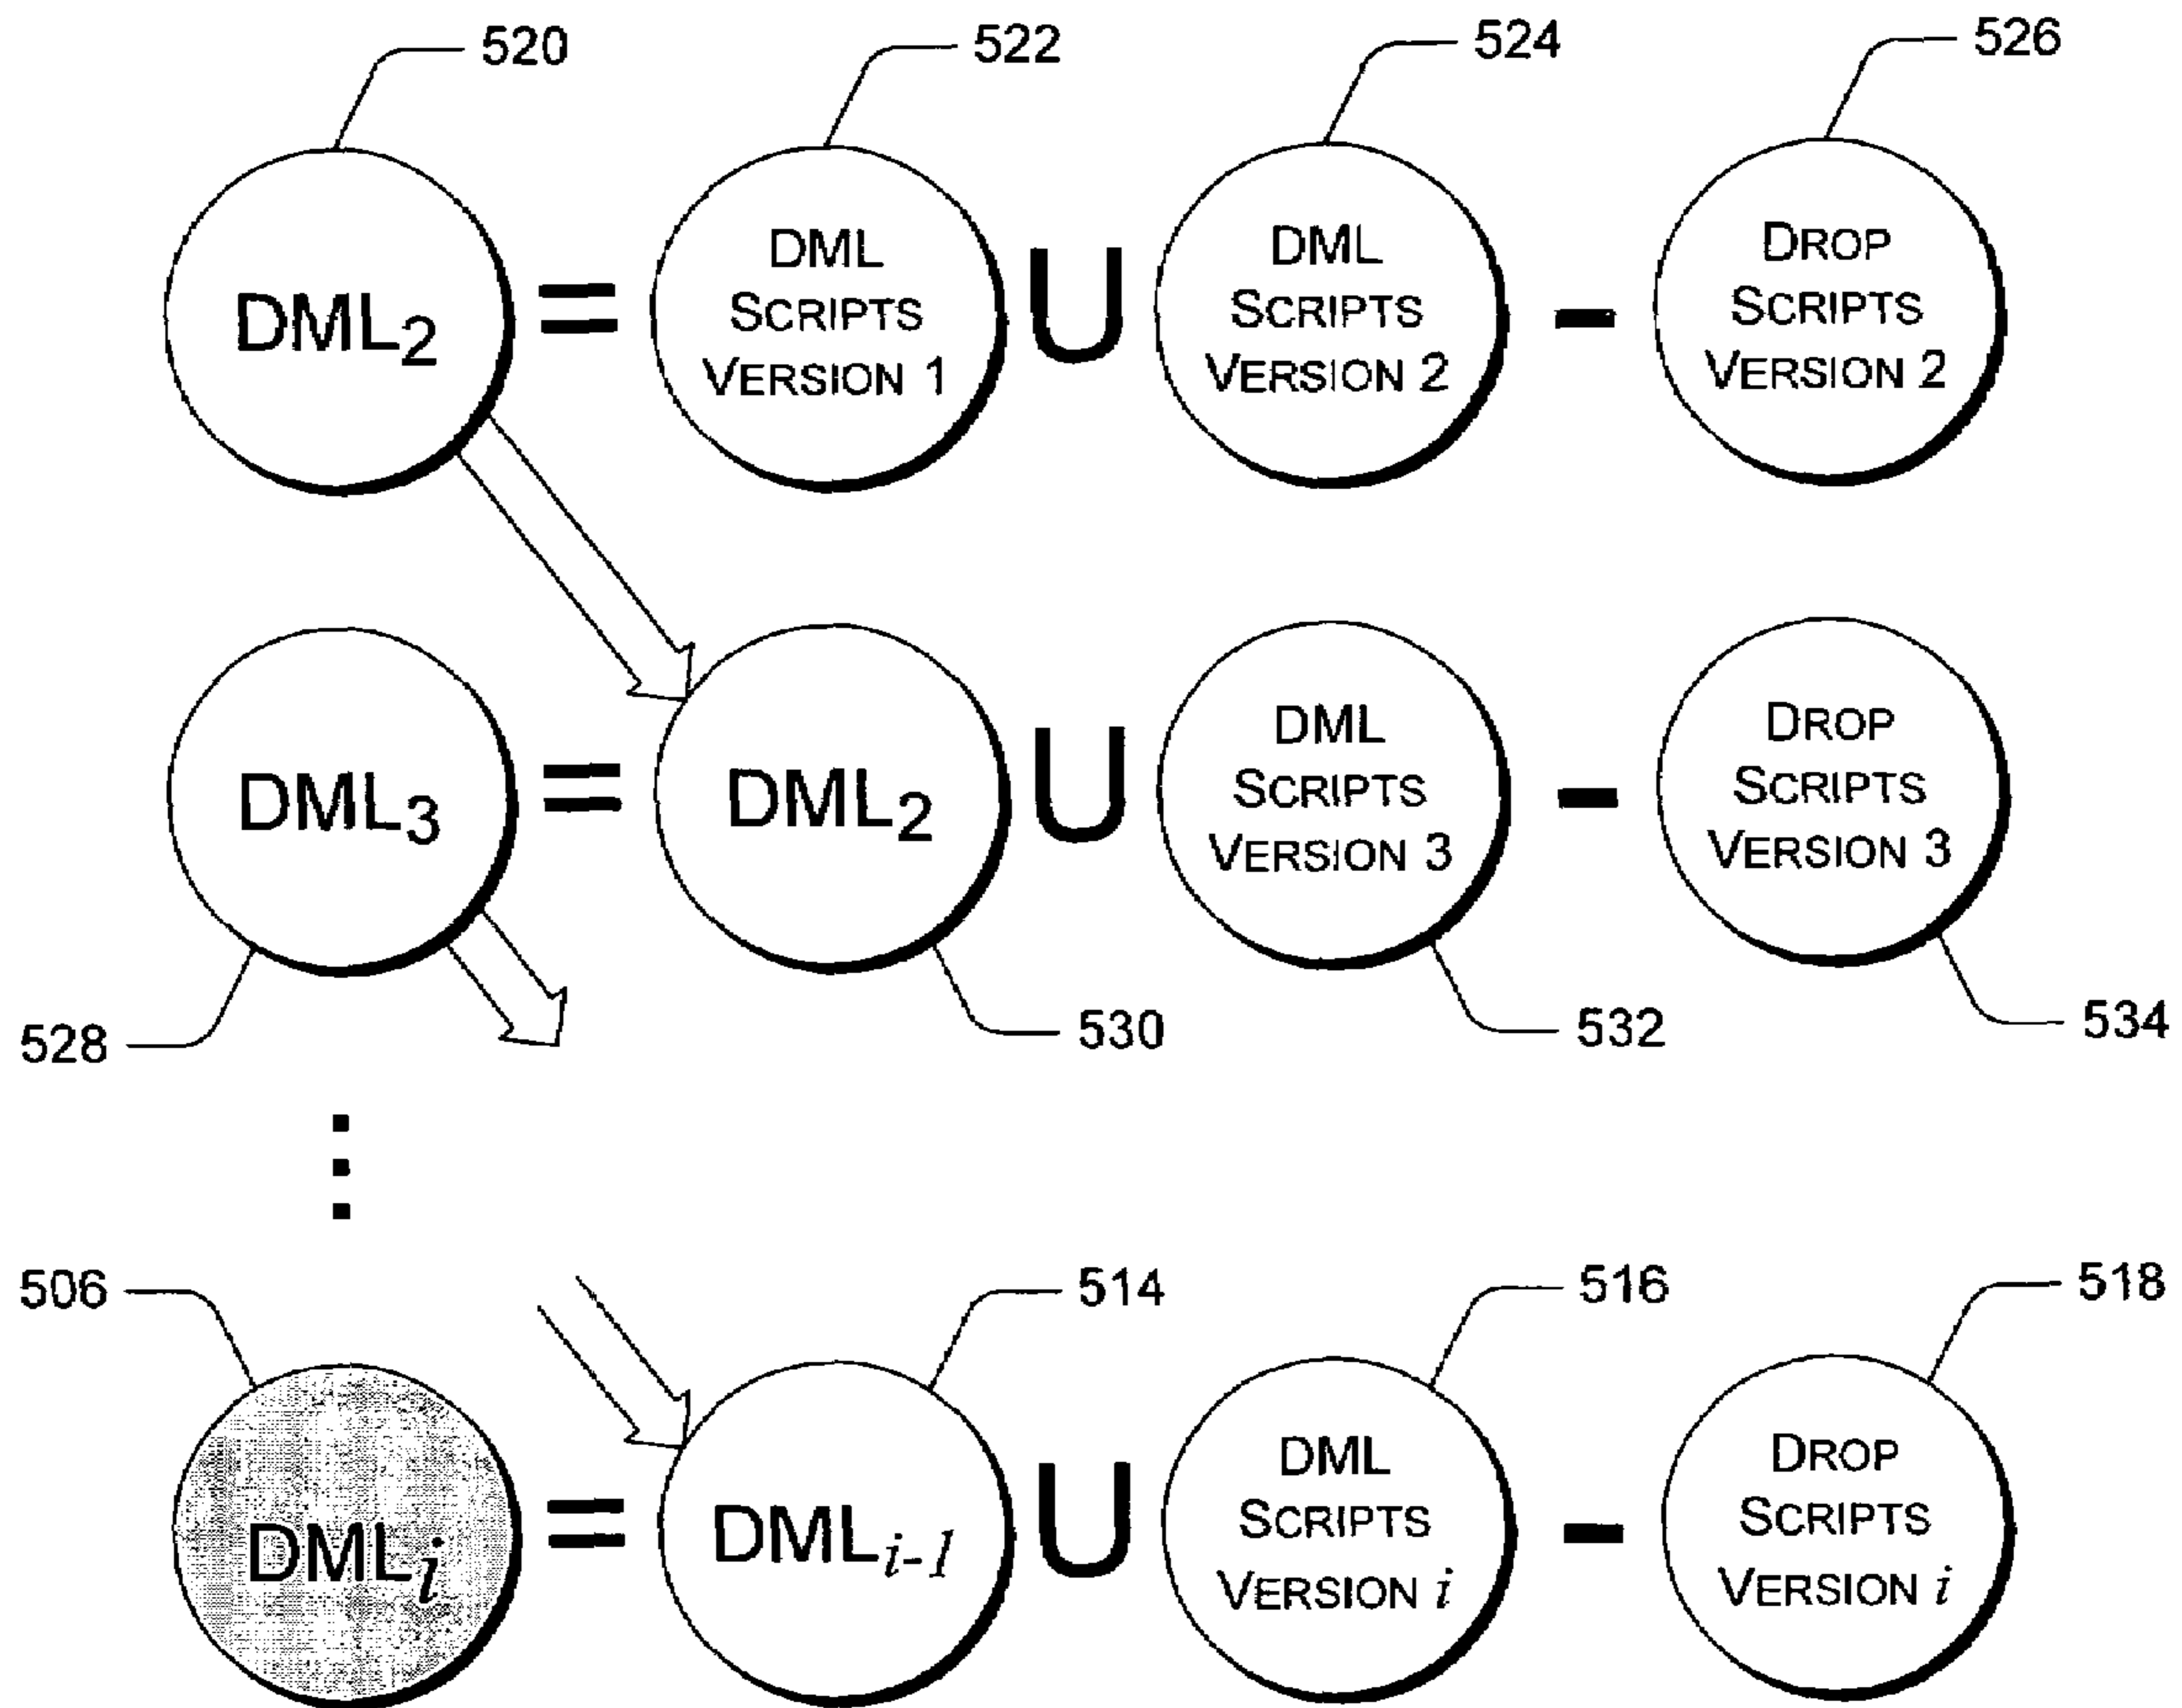 520
522
524
526
DML2
=
DML
SCRIPTS
VERSION 1
U
DML
SCRIPTS
VERSION 2
-
DROP
SCRIPTS
VERSION 2
DML3
=
DML2
U
DML
SCRIPTS
VERSION 3
-
DROP
SCRIPTS
VERSION 3
528
530
532
534
506
514
516
518
DMLi
=
DMLi-1
U
DML
SCRIPTS
VERSION i
-
DROP
SCRIPTS
VERSION i